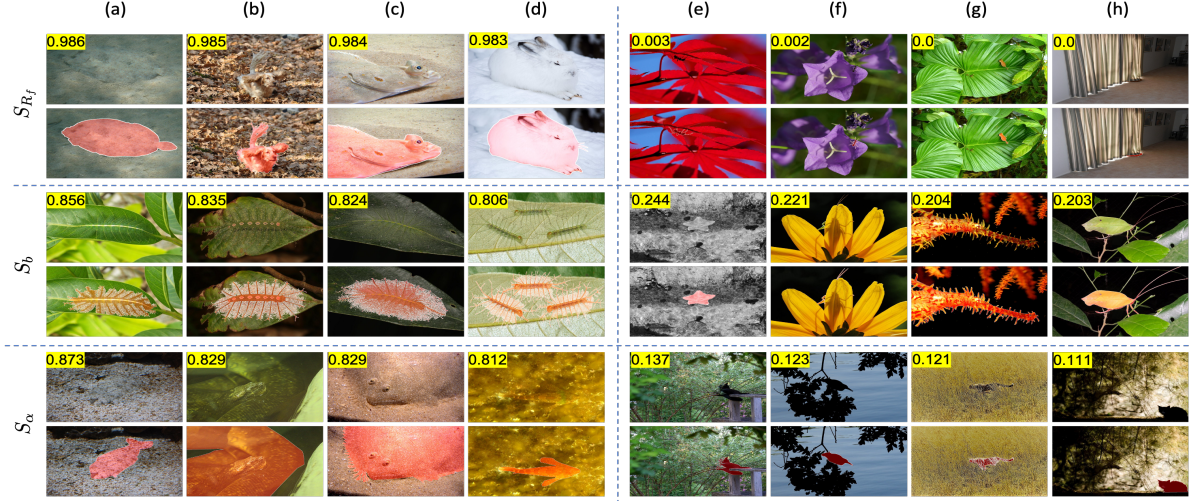 (a) (b) (c) (d) (e) (f) (g) (h)
S_{R_f} 0.986 0.985 0.984 0.983 0.003 0.002 0.0 0.0
S_b 0.856 0.835 0.824 0.806 0.244 0.221 0.204 0.203
S_α 0.873 0.829 0.829 0.812 0.137 0.123 0.121 0.111